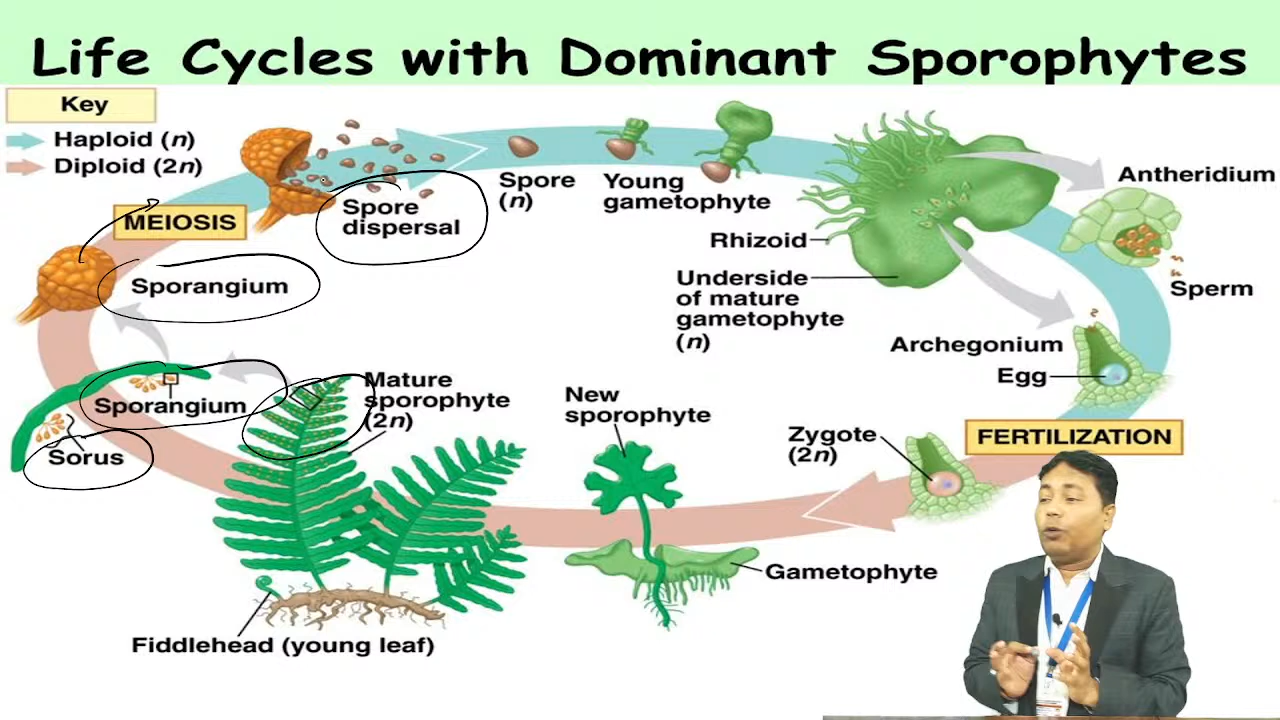 Life Cycles with Dominant Sporophytes
Key
Haploid (n)
Diploid (2n)
MEIOSIS
Spore
dispersal
Sporangium
Spore
(n)
Young
gametophyte
Rhizoid
Underside
of mature
gametophyte
(n)
Antheridium
Sperm
Archegonium
Egg
FERTILIZATION
Zygote
(2n)
New
sporophyte
Gametophyte
Mature
sporophyte
(2n)
Sporangium
Sorus
Fiddlehead (young leaf)